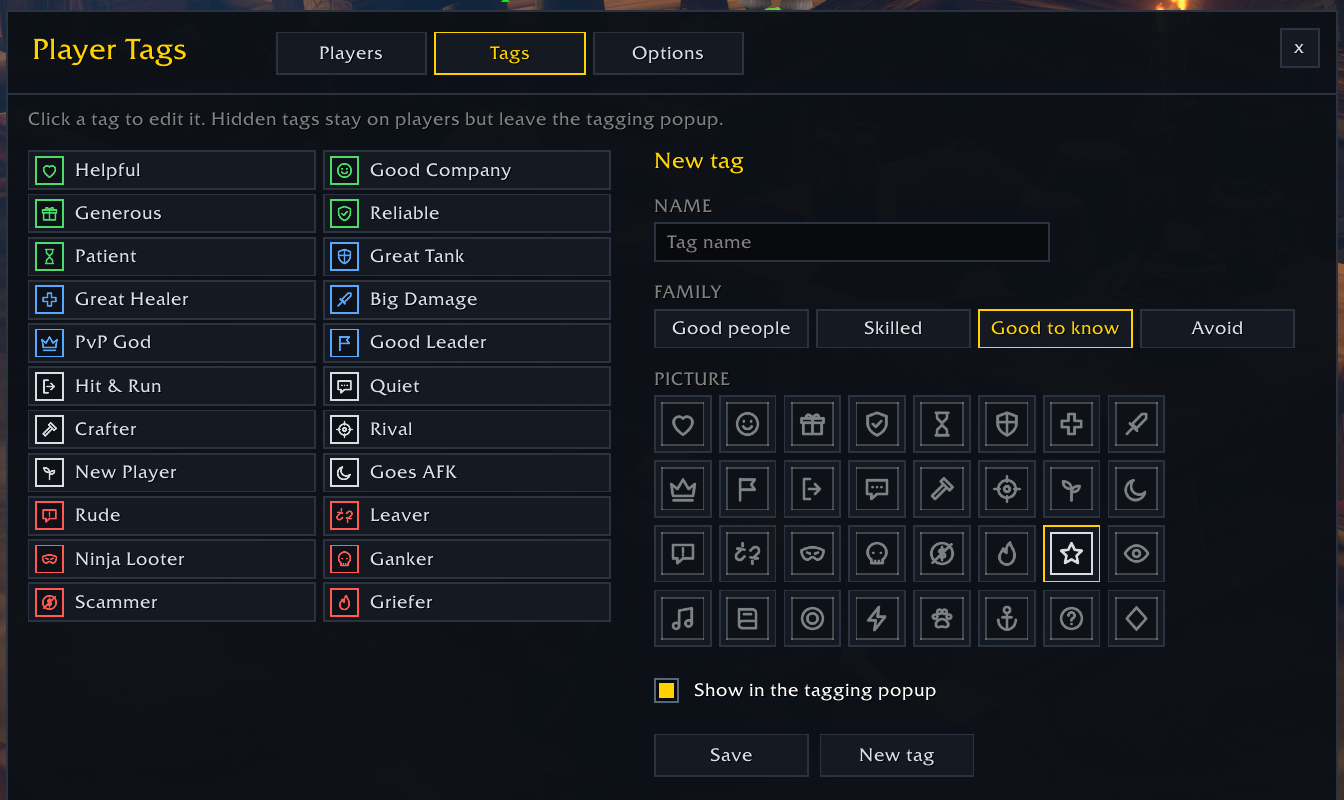 Player Tags
Players
Tags
Options
x
Click a tag to edit it. Hidden tags stay on players but leave the tagging popup.
Helpful
Good Company
Generous
Reliable
Patient
Great Tank
Great Healer
Big Damage
PvP God
Good Leader
Hit & Run
Quiet
Crafter
Rival
New Player
Goes AFK
Rude
Leaver
Ninja Looter
Ganker
Scammer
Griefer
New tag
NAME
Tag name
FAMILY
Good people
Skilled
Good to know
Avoid
PICTURE
Show in the tagging popup
Save
New tag